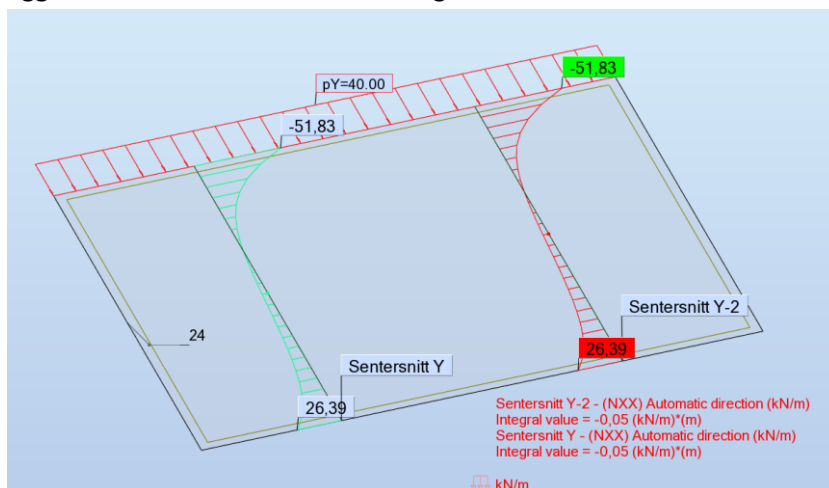 -51,83
pY=40.00
-51,83
24
Sentersnitt Y-2
26,39
Sentersnitt Y
26,39
Sentersnitt Y-2 - (NXX) Automatic direction (kN/m)
Integral value = -0,05 (kN/m)*(m)
Sentersnitt Y - (NXX) Automatic direction (kN/m)
Integral value = -0,05 (kN/m)*(m)
kN/m